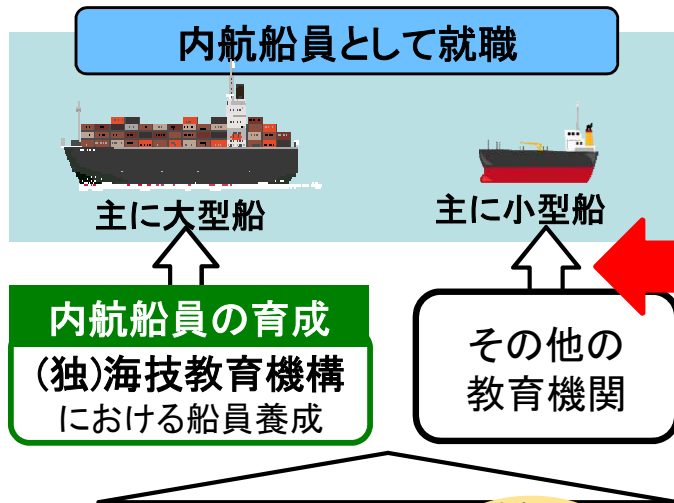 内航船員として就職
主に大型船
主に小型船
内航船員の育成
(独)海技教育機構
における船員養成
その他の
教育機関